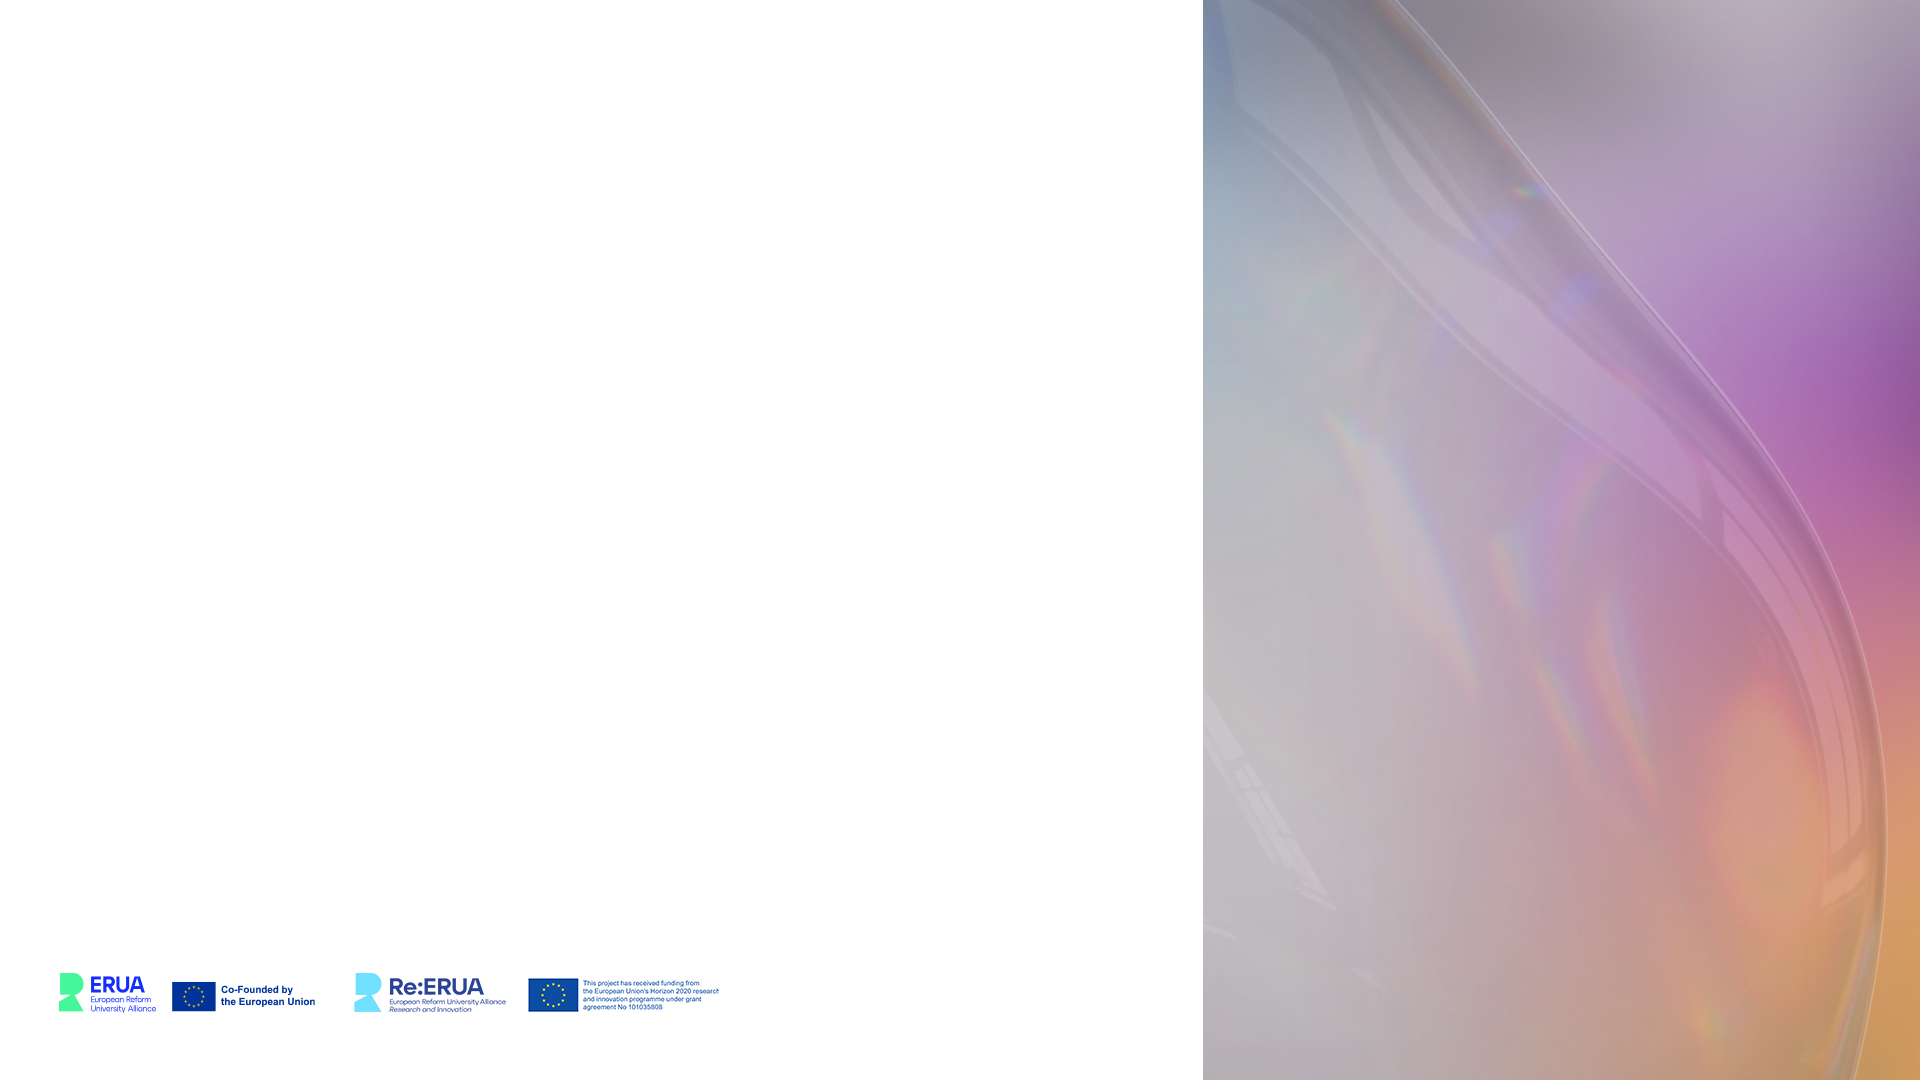 ERUA
European Reform
University Alliance
Co-Founded by
the European Union
Re:ERUA
European Reform University Alliance
Research and Innovation
This project has received funding from
the European Union's Horizon 2020 research
and innovation programme under grant
agreement No 101035808